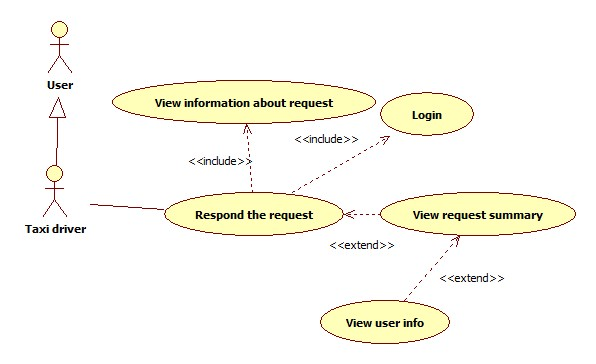 User
View information about request
Login
<<include>>
<<include>>
Taxi driver
Respond the request
View request summary
<<extend>>
<<extend>>
View user info